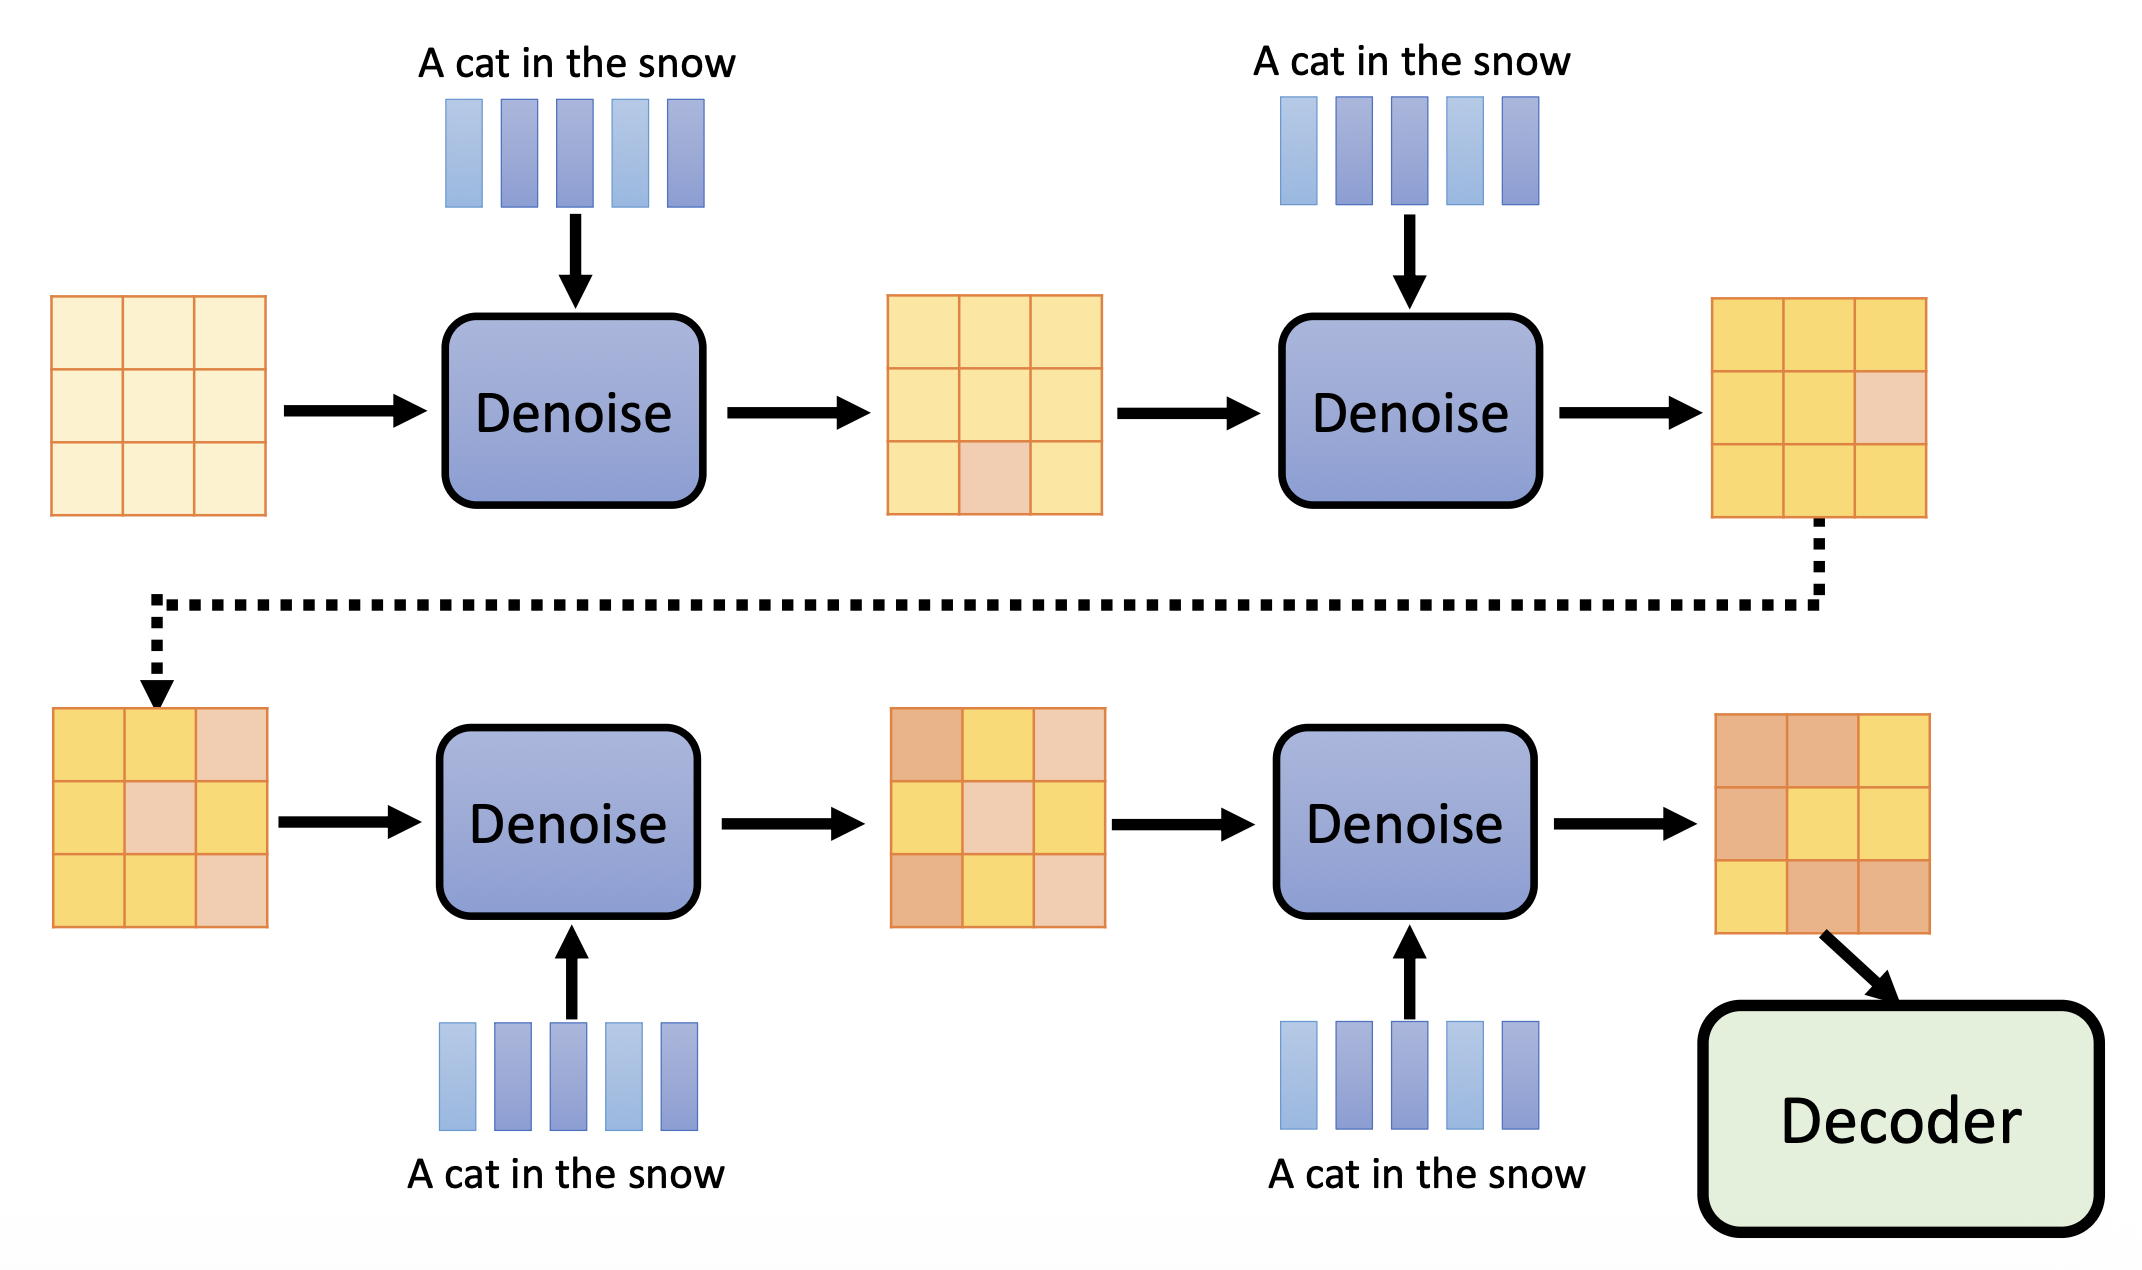 A cat in the snow
A cat in the snow
Denoise
Denoise
Denoise
Denoise
A cat in the snow
A cat in the snow
Decoder